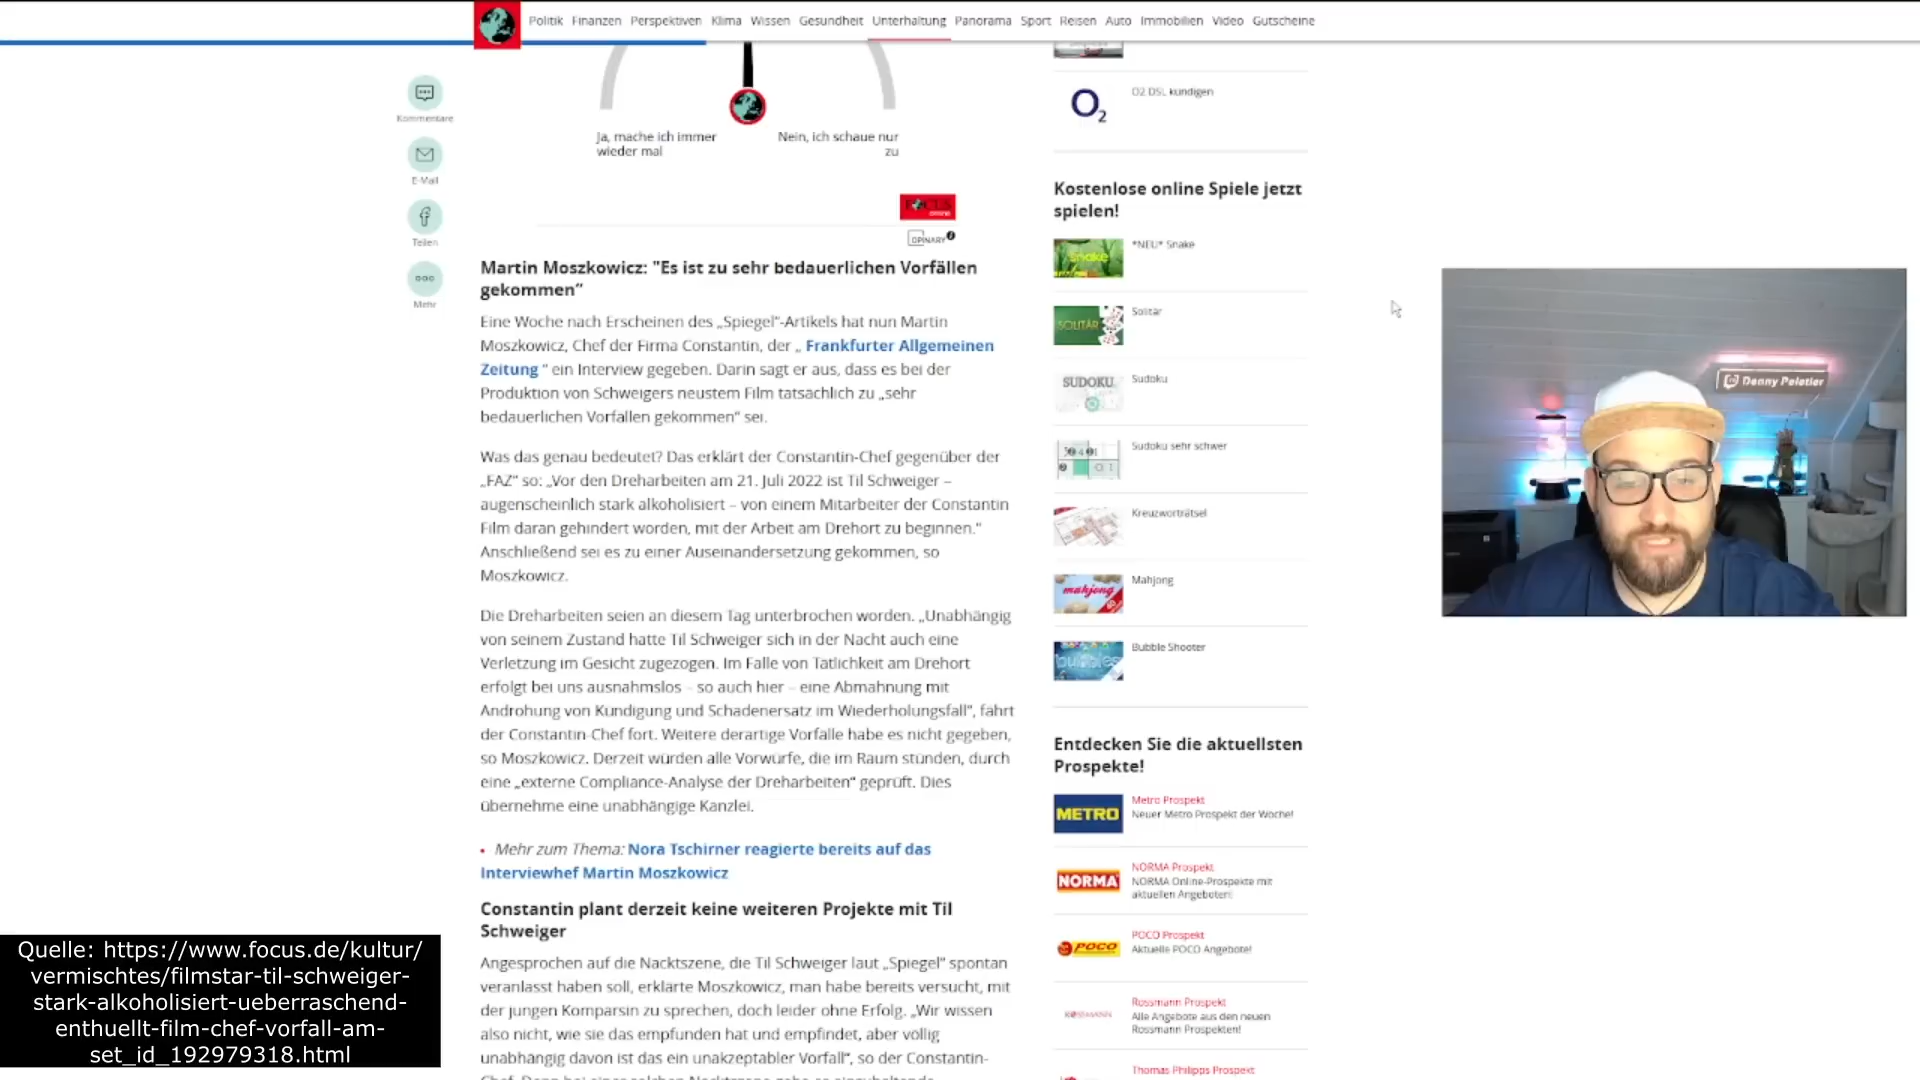 Politik Finanzen Perspektiven Klima Wissen Gesundheit Unterhaltung Panorama Sport Reisen Auto Immobilien Video Gutscheine
Kommentare
E-Mail
Teilen
Mehr
Ja, mache ich immer
wieder mal
Nein, ich schaue nur
zu
FOCUS
online
OPINARY
Martin Moszkowicz: "Es ist zu sehr bedauerlichen Vorfällen
gekommen“
Eine Woche nach Erscheinen des „Spiegel“-Artikels hat nun Martin
Moszkowicz, Chef der Firma Constantin, der „ Frankfurter Allgemeinen
Zeitung “ ein Interview gegeben. Darin sagt er aus, dass es bei der
Produktion von Schweigers neustem Film tatsächlich zu „sehr
bedauerlichen Vorfällen gekommen“ sei.
Was das genau bedeutet? Das erklärt der Constantin-Chef gegenüber der
„FAZ“ so: „Vor den Dreharbeiten am 21. Juli 2022 ist Til Schweiger –
augenscheinlich stark alkoholisiert – von einem Mitarbeiter der Constantin
Film daran gehindert worden, mit der Arbeit am Drehort zu beginnen.“
Anschließend sei es zu einer Auseinandersetzung gekommen, so
Moszkowicz.
Die Dreharbeiten seien an diesem Tag unterbrochen worden. „Unabhängig
von seinem Zustand hatte Til Schweiger sich in der Nacht auch eine
Verletzung im Gesicht zugezogen. Im Falle von Tätlichkeit am Drehort
erfolgt bei uns ausnahmslos – so auch hier – eine Abmahnung mit
Androhung von Kündigung und Schadenersatz im Wiederholungsfall“, fährt
der Constantin-Chef fort. Weitere derartige Vorfälle habe es nicht gegeben,
so Moszkowicz. Derzeit würden alle Vorwürfe, die im Raum stünden, durch
eine „externe Compliance-Analyse der Dreharbeiten“ geprüft. Dies
übernehme eine unabhängige Kanzlei.
• Mehr zum Thema: Nora Tschirner reagierte bereits auf das
Interviewhef Martin Moszkowicz
Constantin plant derzeit keine weiteren Projekte mit Til
Schweiger
Angesprochen auf die Nacktszene, die Til Schweiger laut „Spiegel“ spontan
veranlasst haben soll, erklärte Moszkowicz, man habe bereits versucht, mit
der jungen Komparsin zu sprechen, doch leider ohne Erfolg. „Wir wissen
also nicht, wie sie das empfunden hat und empfindet, aber völlig
unabhängig davon ist das ein unakzeptabler Vorfall“, so der Constantin-
O2
O2 DSL kündigen
Kostenlose online Spiele jetzt
spielen!
snake
*NEU* Snake
SOLITÄR
Solitär
SUDOKU
Sudoku
Sudoku sehr schwer
Kreuzworträtsel
mahjong
Mahjong
bubbles
Bubble Shooter
Entdecken Sie die aktuellsten
Prospekte!
METRO
Metro Prospekt
Neuer Metro Prospekt der Woche!
NORMA
NORMA Prospekt
NORMA Online-Prospekte mit
aktuellen Angeboten!
POCO
POCO Prospekt
Aktuelle POCO Angebote!
ROSSMANN
Rossmann Prospekt
Alle Angebote aus den neuen
Rossmann Prospekten!
Thomas Philipps Prospekt
Danny Peletier
Quelle: https://www.focus.de/kultur/
vermischtes/filmstar-til-schweiger-
stark-alkoholisiert-ueberraschend-
enthuellt-film-chef-vorfall-am-
set_id_192979318.html